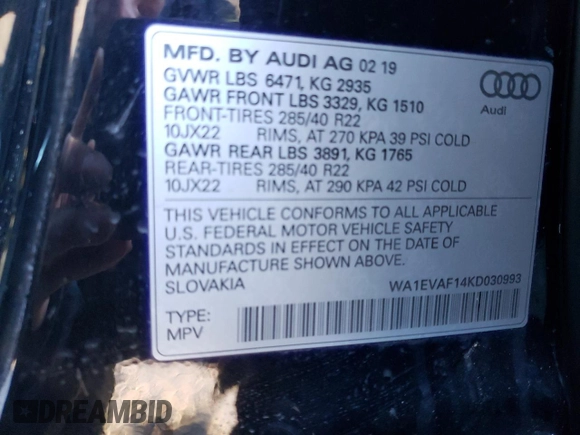 MFD. BY AUDI AG 02 19
GVWR LBS 6471, KG 2935
GAWR FRONT LBS 3329, KG 1510
FRONT-TIRES 285/40 R22
10JX22 RIMS, AT 270 KPA 39 PSI COLD
GAWR REAR LBS 3891, KG 1765
REAR-TIRES 285/40 R22
10JX22 RIMS, AT 290 KPA 42 PSI COLD
Audi
THIS VEHICLE CONFORMS TO ALL APPLICABLE
U.S. FEDERAL MOTOR VEHICLE SAFETY
STANDARDS IN EFFECT ON THE DATE OF
MANUFACTURE SHOWN ABOVE.
SLOVAKIA WA1EVAF14KD030993
TYPE:
MPV
DREAMBID